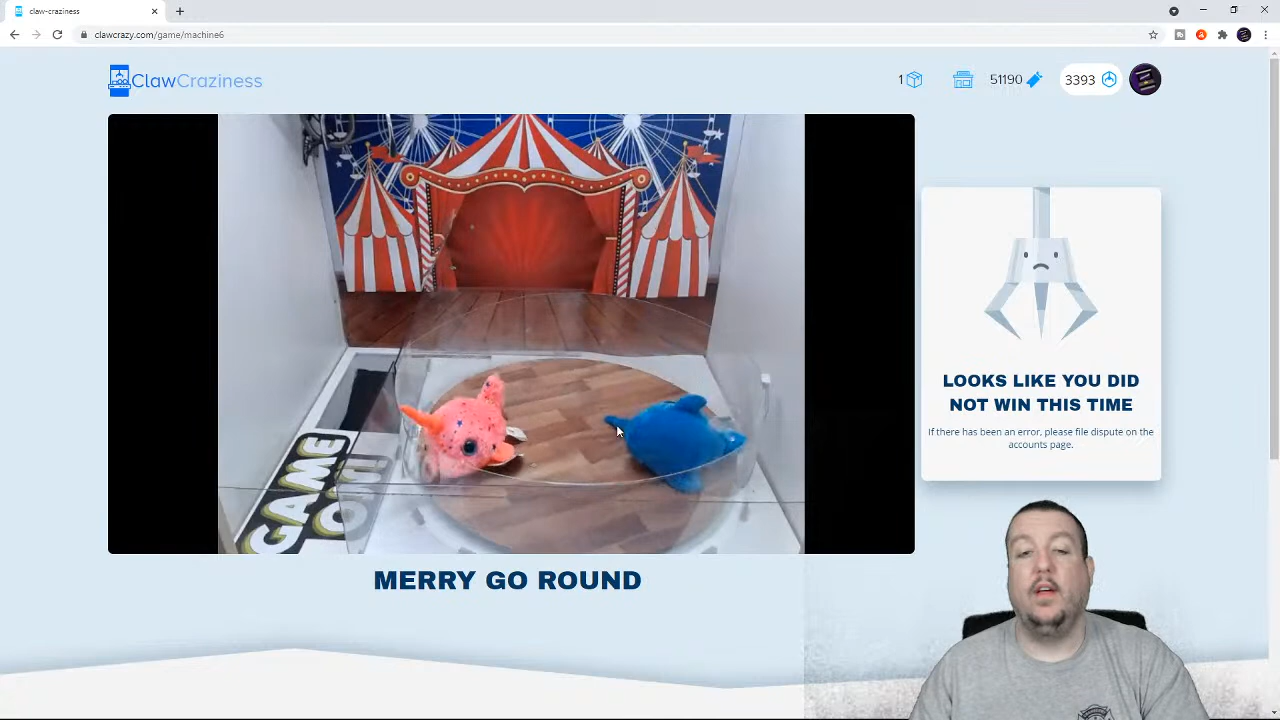 claw-craziness
clawcrazy.com/game/machine6
ClawCraziness
1
51190
3393
GAME
ON!
LOOKS LIKE YOU DID
NOT WIN THIS TIME
If there has been an error, please file dispute on the
accounts page.
MERRY GO ROUND